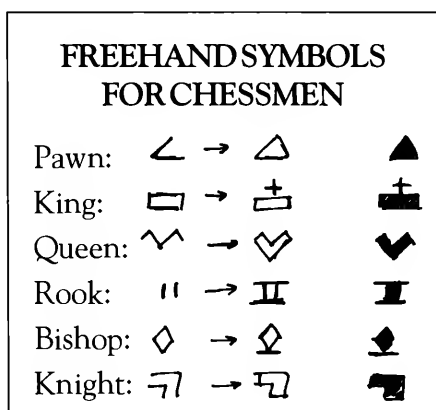 FREEHAND SYMBOLS
FOR CHESSMEN
Pawn:
King:
Queen:
Rook:
Bishop:
Knight: